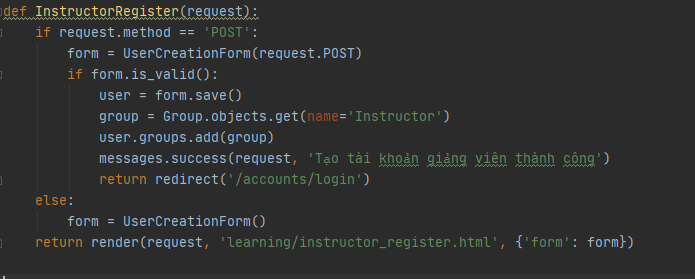 def InstructorRegister(request):
    if request.method == 'POST':
        form = UserCreationForm(request.POST)
        if form.is_valid():
            user = form.save()
            group = Group.objects.get(name='Instructor')
            user.groups.add(group)
            messages.success(request, 'Tạo tài khoản giảng viên thành công')
            return redirect('/accounts/login')
    else:
        form = UserCreationForm()
    return render(request, 'learning/instructor_register.html', {'form': form})